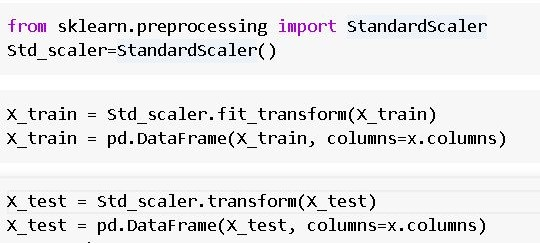 from sklearn.preprocessing import StandardScaler
Std_scaler=StandardScaler()
X_train = Std_scaler.fit_transform(X_train)
X_train = pd.DataFrame(X_train, columns=x.columns)
X_test = Std_scaler.transform(X_test)
X_test = pd.DataFrame(X_test, columns=x.columns)